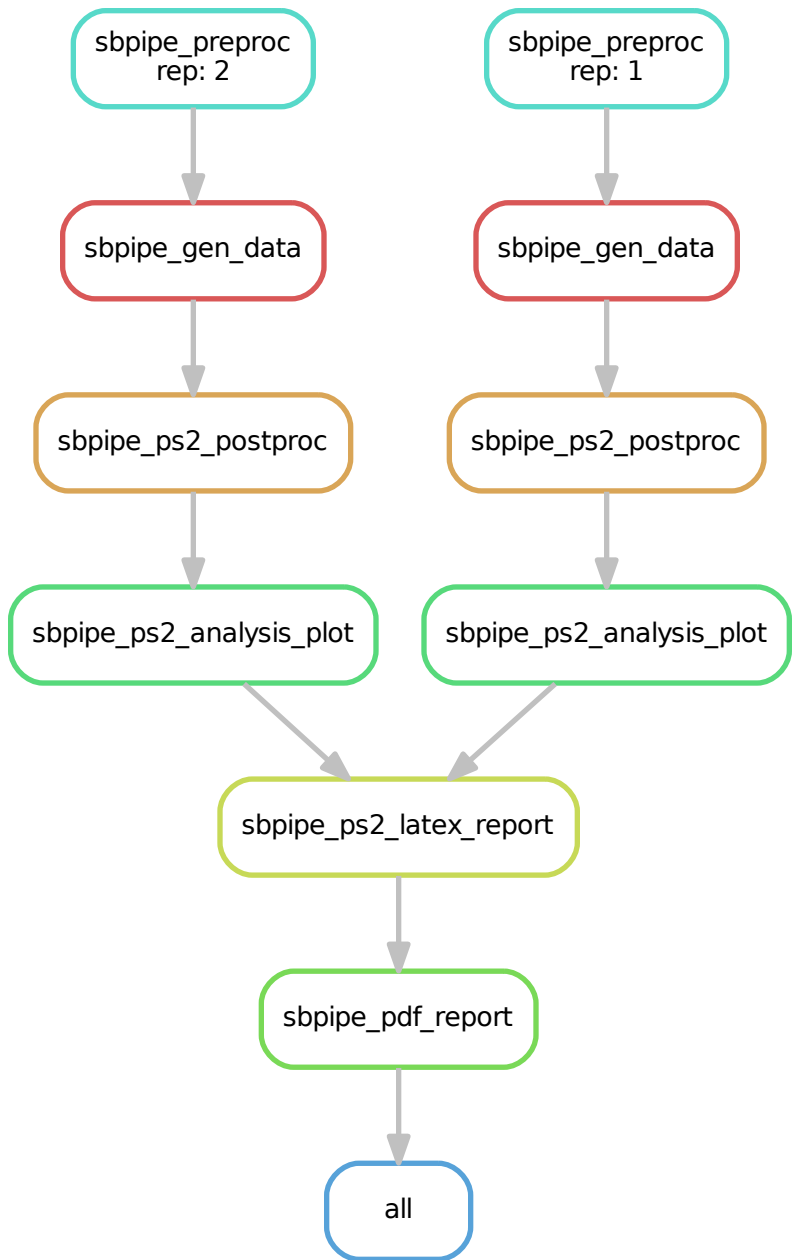 sbpipe_preproc
rep: 2
sbpipe_preproc
rep: 1
sbpipe_gen_data
sbpipe_gen_data
sbpipe_ps2_postproc
sbpipe_ps2_postproc
sbpipe_ps2_analysis_plot
sbpipe_ps2_analysis_plot
sbpipe_ps2_latex_report
sbpipe_pdf_report
all